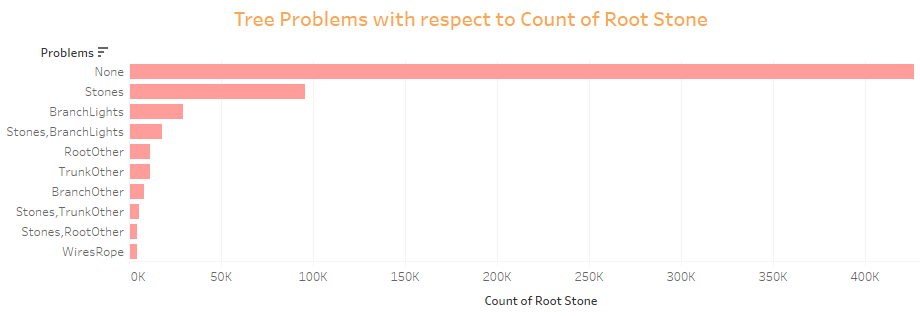 Tree Problems with respect to Count of Root Stone
Problems
None
Stones
BranchLights
Stones,BranchLights
RootOther
TrunkOther
BranchOther
Stones,TrunkOther
Stones,RootOther
WiresRope
0K 50K 100K 150K 200K 250K 300K 350K 400K
Count of Root Stone